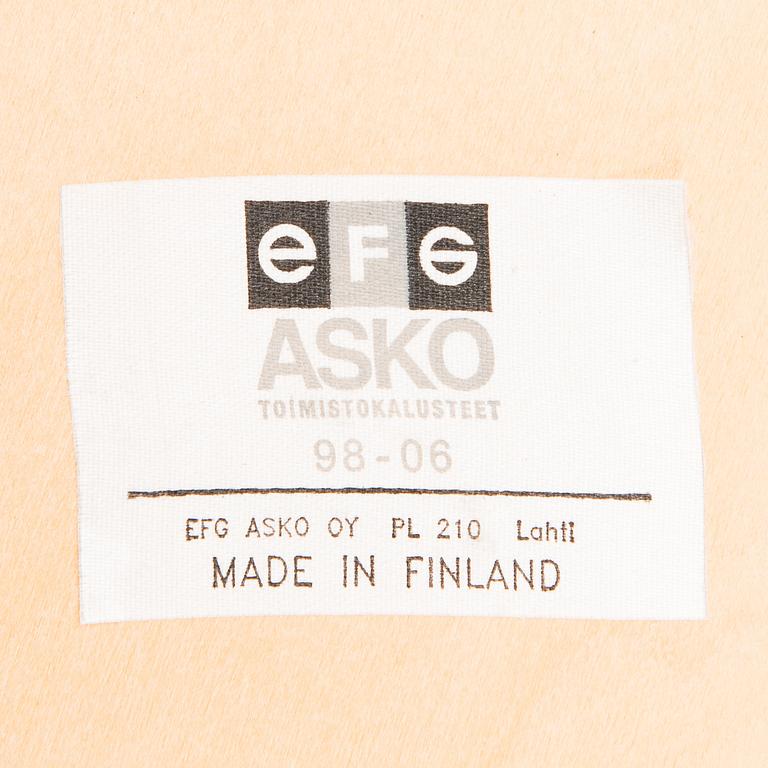 eFG
ASKO
TOIMISTOKALUSTEET
98-06
EFG ASKO OY PL 210 Lahti
MADE IN FINLAND